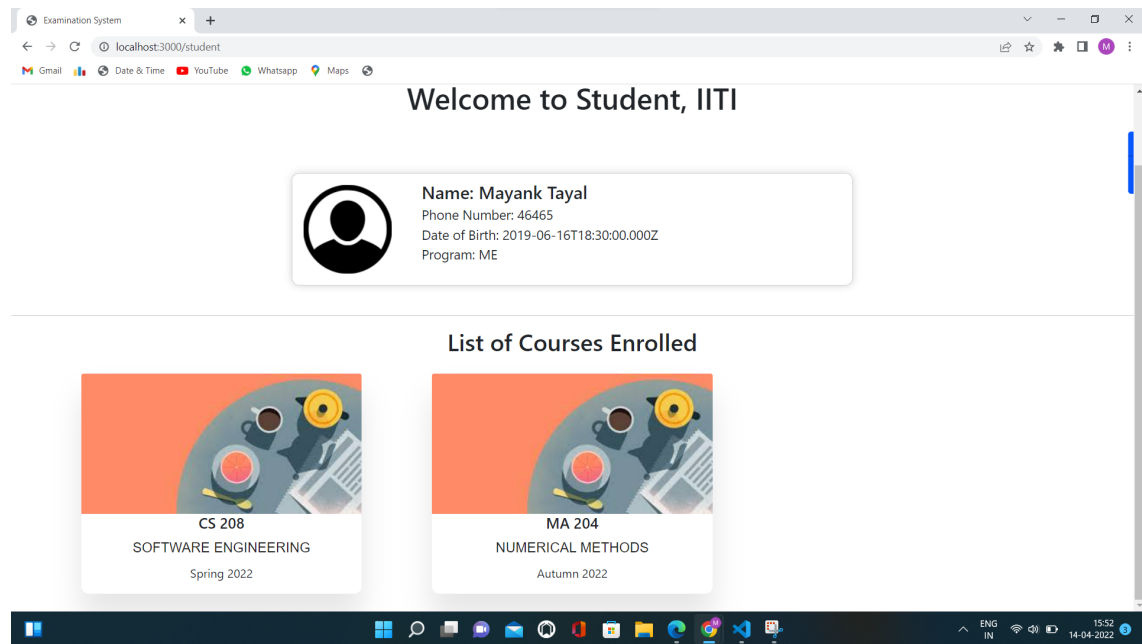 Examination System
localhost:3000/student
M
Gmail
Date & Time
YouTube
Whatsapp
Maps
Welcome to Student, IITI
Name: Mayank Tayal
Phone Number: 46465
Date of Birth: 2019-06-16T18:30:00.000Z
Program: ME
List of Courses Enrolled
CS 208
SOFTWARE ENGINEERING
Spring 2022
MA 204
NUMERICAL METHODS
Autumn 2022
ENG
IN
15:52
14-04-2022
3